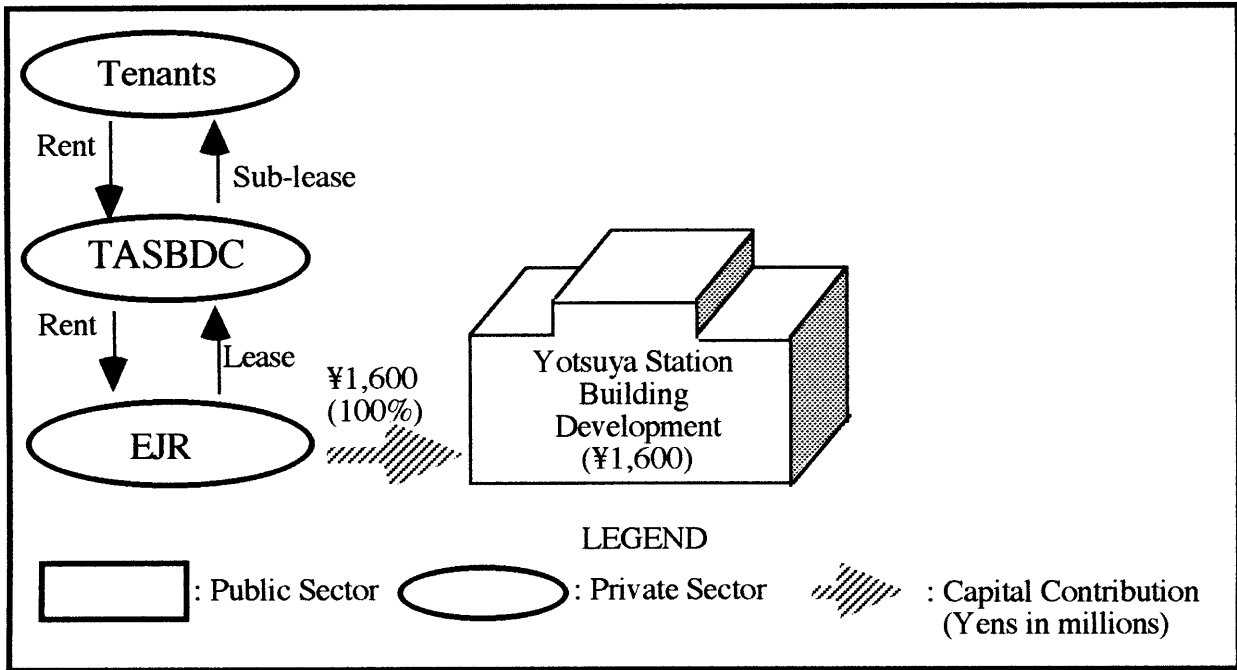 Tenants
Rent
Sub-lease
TASBDC
Rent
Lease
¥1,600
(100%)
EJR
Yotsuya Station
Building
Development
(¥1,600)
LEGEND
: Public Sector
: Private Sector
: Capital Contribution
(Yens in millions)